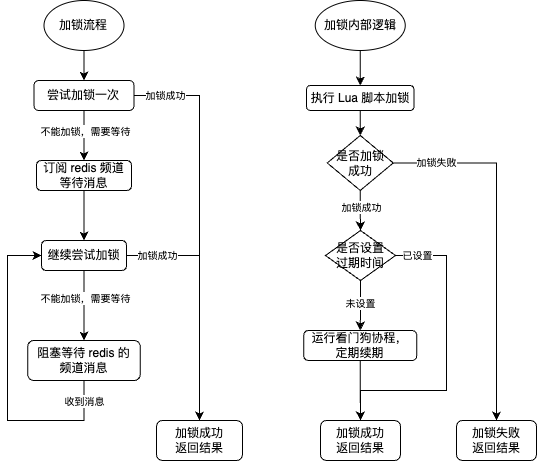 加锁流程
尝试加锁一次
加锁成功
不能加锁，需要等待
订阅 redis 频道
等待消息
继续尝试加锁
加锁成功
不能加锁，需要等待
阻塞等待 redis 的
频道消息
收到消息
加锁成功
返回结果
加锁内部逻辑
执行 Lua 脚本加锁
是否加锁
成功
加锁失败
加锁成功
是否设置
过期时间
已设置
未设置
运行看门狗协程，
定期续期
加锁成功
返回结果
加锁失败
返回结果